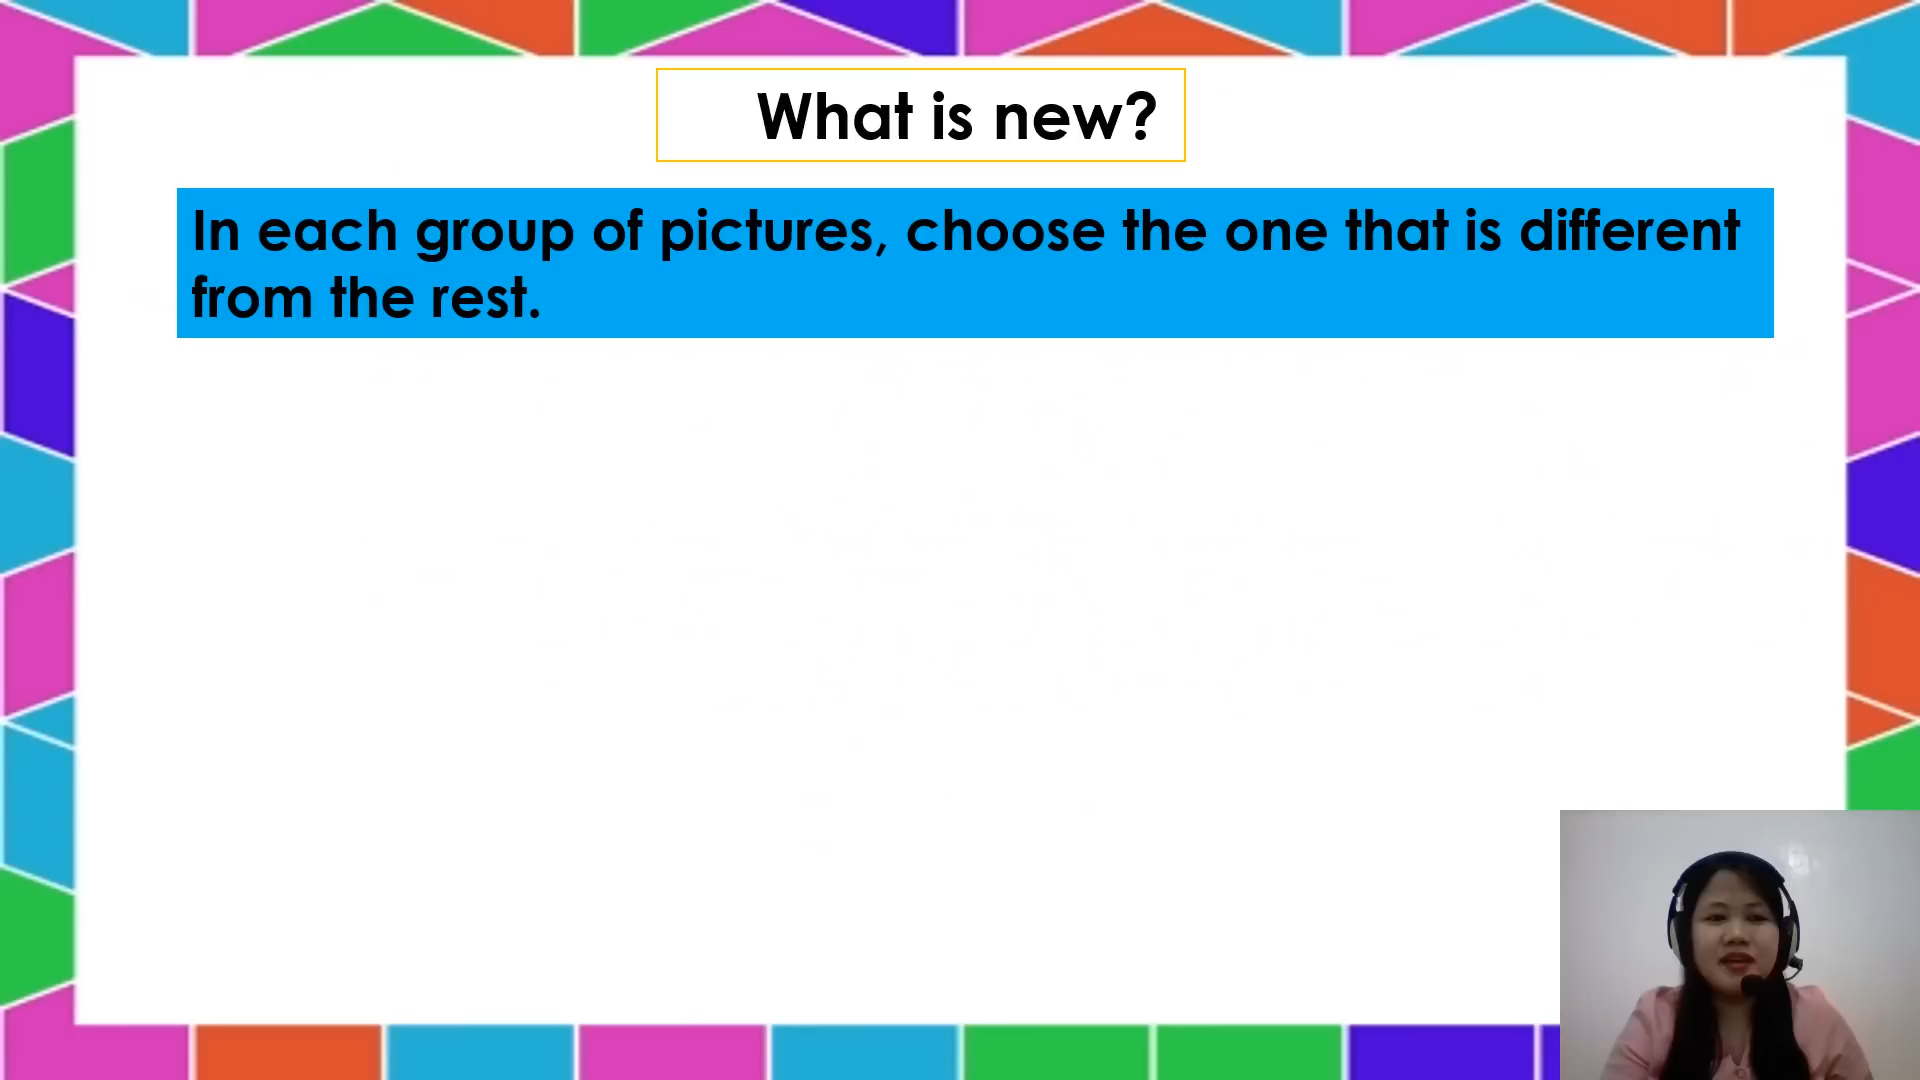 What is new?
In each group of pictures, choose the one that is different
from the rest.